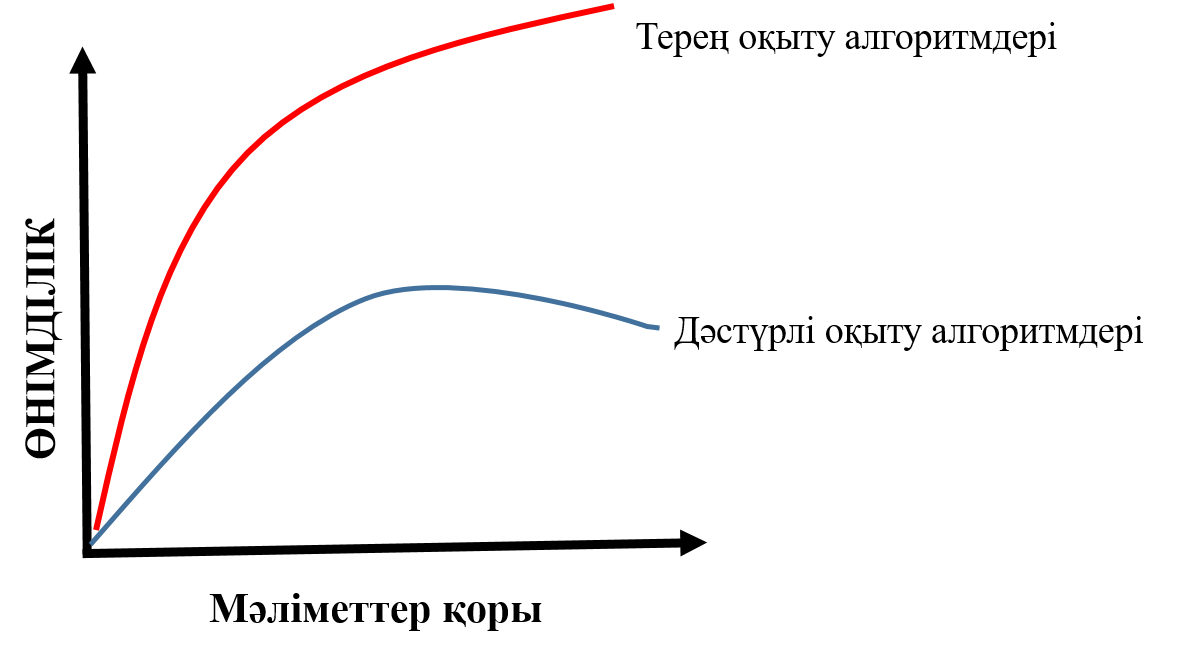 Терең оқыту алгоритмдері
ӨНІМДІЛІК
Дәстүрлі оқыту алгоритмдері
Мәліметтер қоры